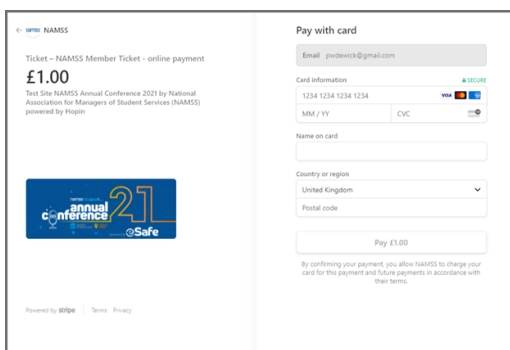 ← NAMSS NAMSS
Ticket – NAMSS Member Ticket - online payment
£1.00
Test Site NAMSS Annual Conference 2021 by National
Association for Managers of Student Services (NAMSS)
powered by Hopin
annual
conference
21
eSafe
Powered by stripe
Terms Privacy
Pay with card
Email pwdewick@gmail.com
Card information
SECURE
1234 1234 1234 1234
VISA
MM / YY
CVC
Name on card
Country or region
United Kingdom
Postal code
Pay £1.00
By confirming your payment, you allow NAMSS to charge your
card for this payment and future payments in accordance with
their terms.